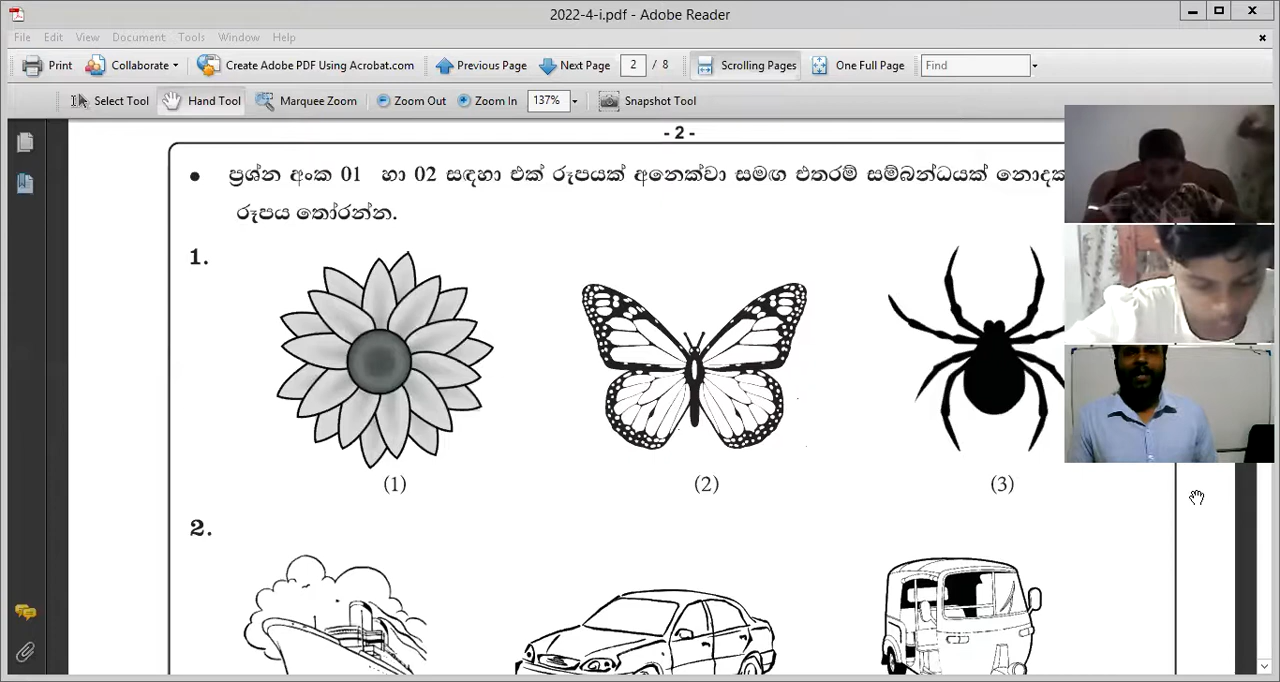 2022-4-i.pdf - Adobe Reader
File Edit View Document Tools Window Help
Print Collaborate Create Adobe PDF Using Acrobat.com Previous Page Next Page 2 / 8 Scrolling Pages One Full Page Find
Select Tool Hand Tool Marquee Zoom Zoom Out Zoom In 137% Snapshot Tool
- 2 -
• ප්‍රශ්න අංක 01 හා 02 සඳහා එක් රූපයක් අනෙක්වා සමඟ එතරම් සම්බන්ධයක් නොදක
රූපය තෝරන්න.
1.
(1) (2) (3)
2.